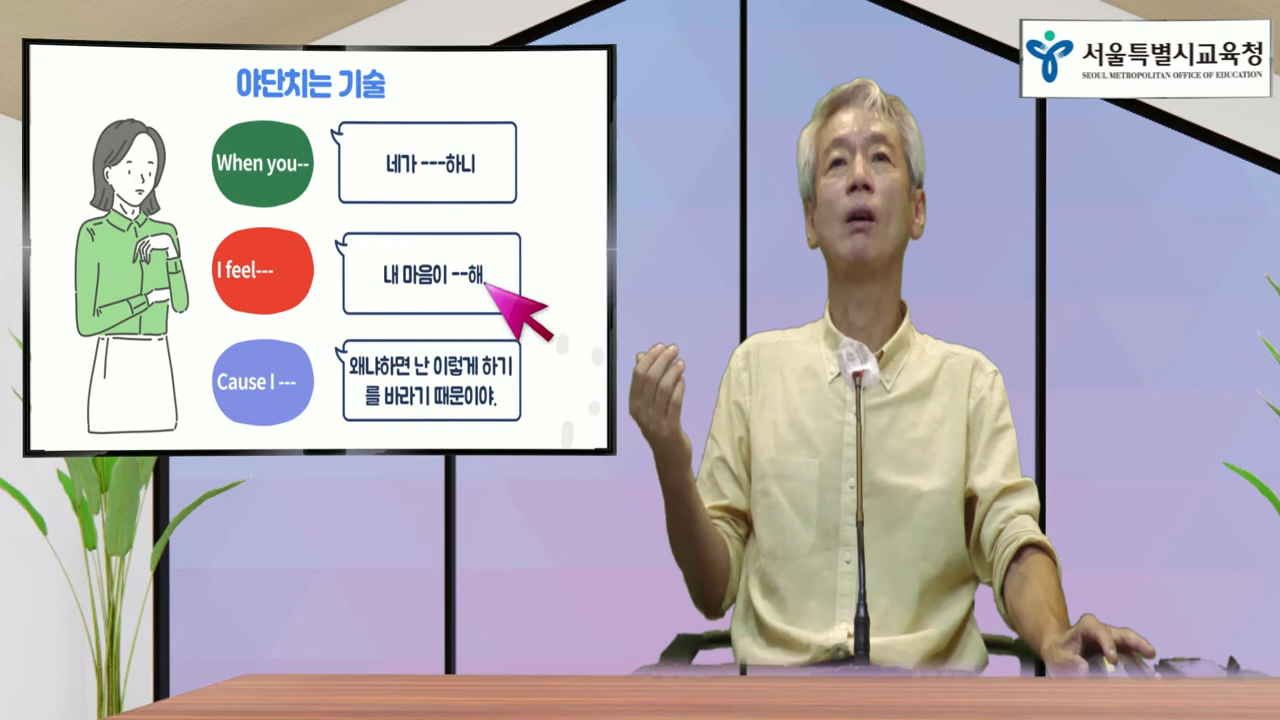 야단치는 기술
When you--
네가 ---하니
I feel---
내 마음이 --해.
Cause I ---
왜냐하면 난 이렇게 하기
를 바라기 때문이야.
서울특별시교육청
SEOUL METROPOLITAN OFFICE OF EDUCATION